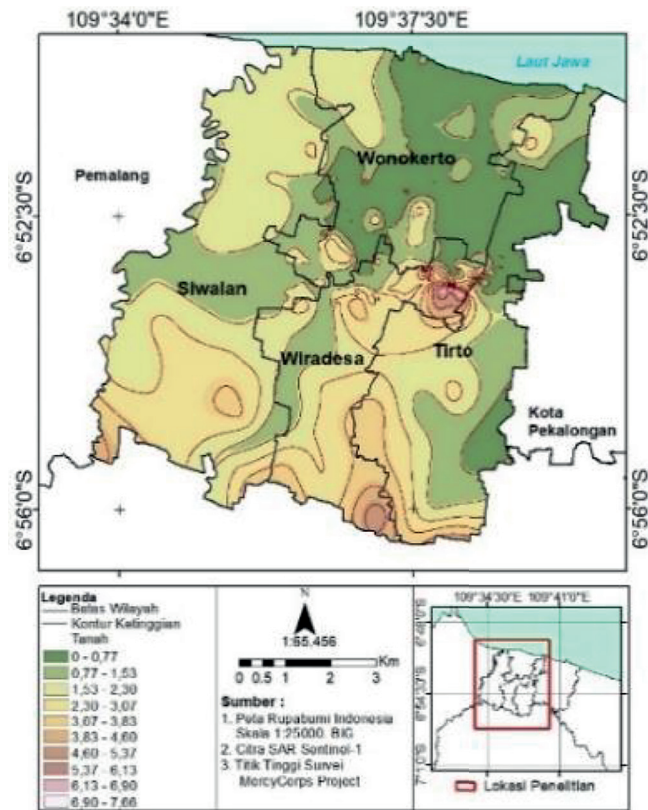 109°34'0"E
109°37'30"E
Laut Jawa
Wonokerto
Pemalang
6°52'30"S
6°52'30"S
Siwalan
Wiradesa
Tirto
Kota
Pekalongan
6°56'0"S
6°56'0"S
Legenda
Batas Wilayah
Kontur Ketinggian
Tanah
0 - 0,77
0,77 - 1,53
1,53 - 2,30
2,30 - 3,07
3,07 - 3,83
3,83 - 4,60
4,60 - 5,37
5,37 - 6,13
6,13 - 6,90
6,90 - 7,66
N
1:65.456
0 0.5 1 2 3 Km
Sumber :
1. Peta Rupabumi Indonesia
Skala 1:25000. BIG
2. Citra SAR Sentinel-1
3. Titik Tinggi Survei
MercyCorps Project
109°34'30"E 109°41'0"E
7°1'0"S
Lokasi Penelitian